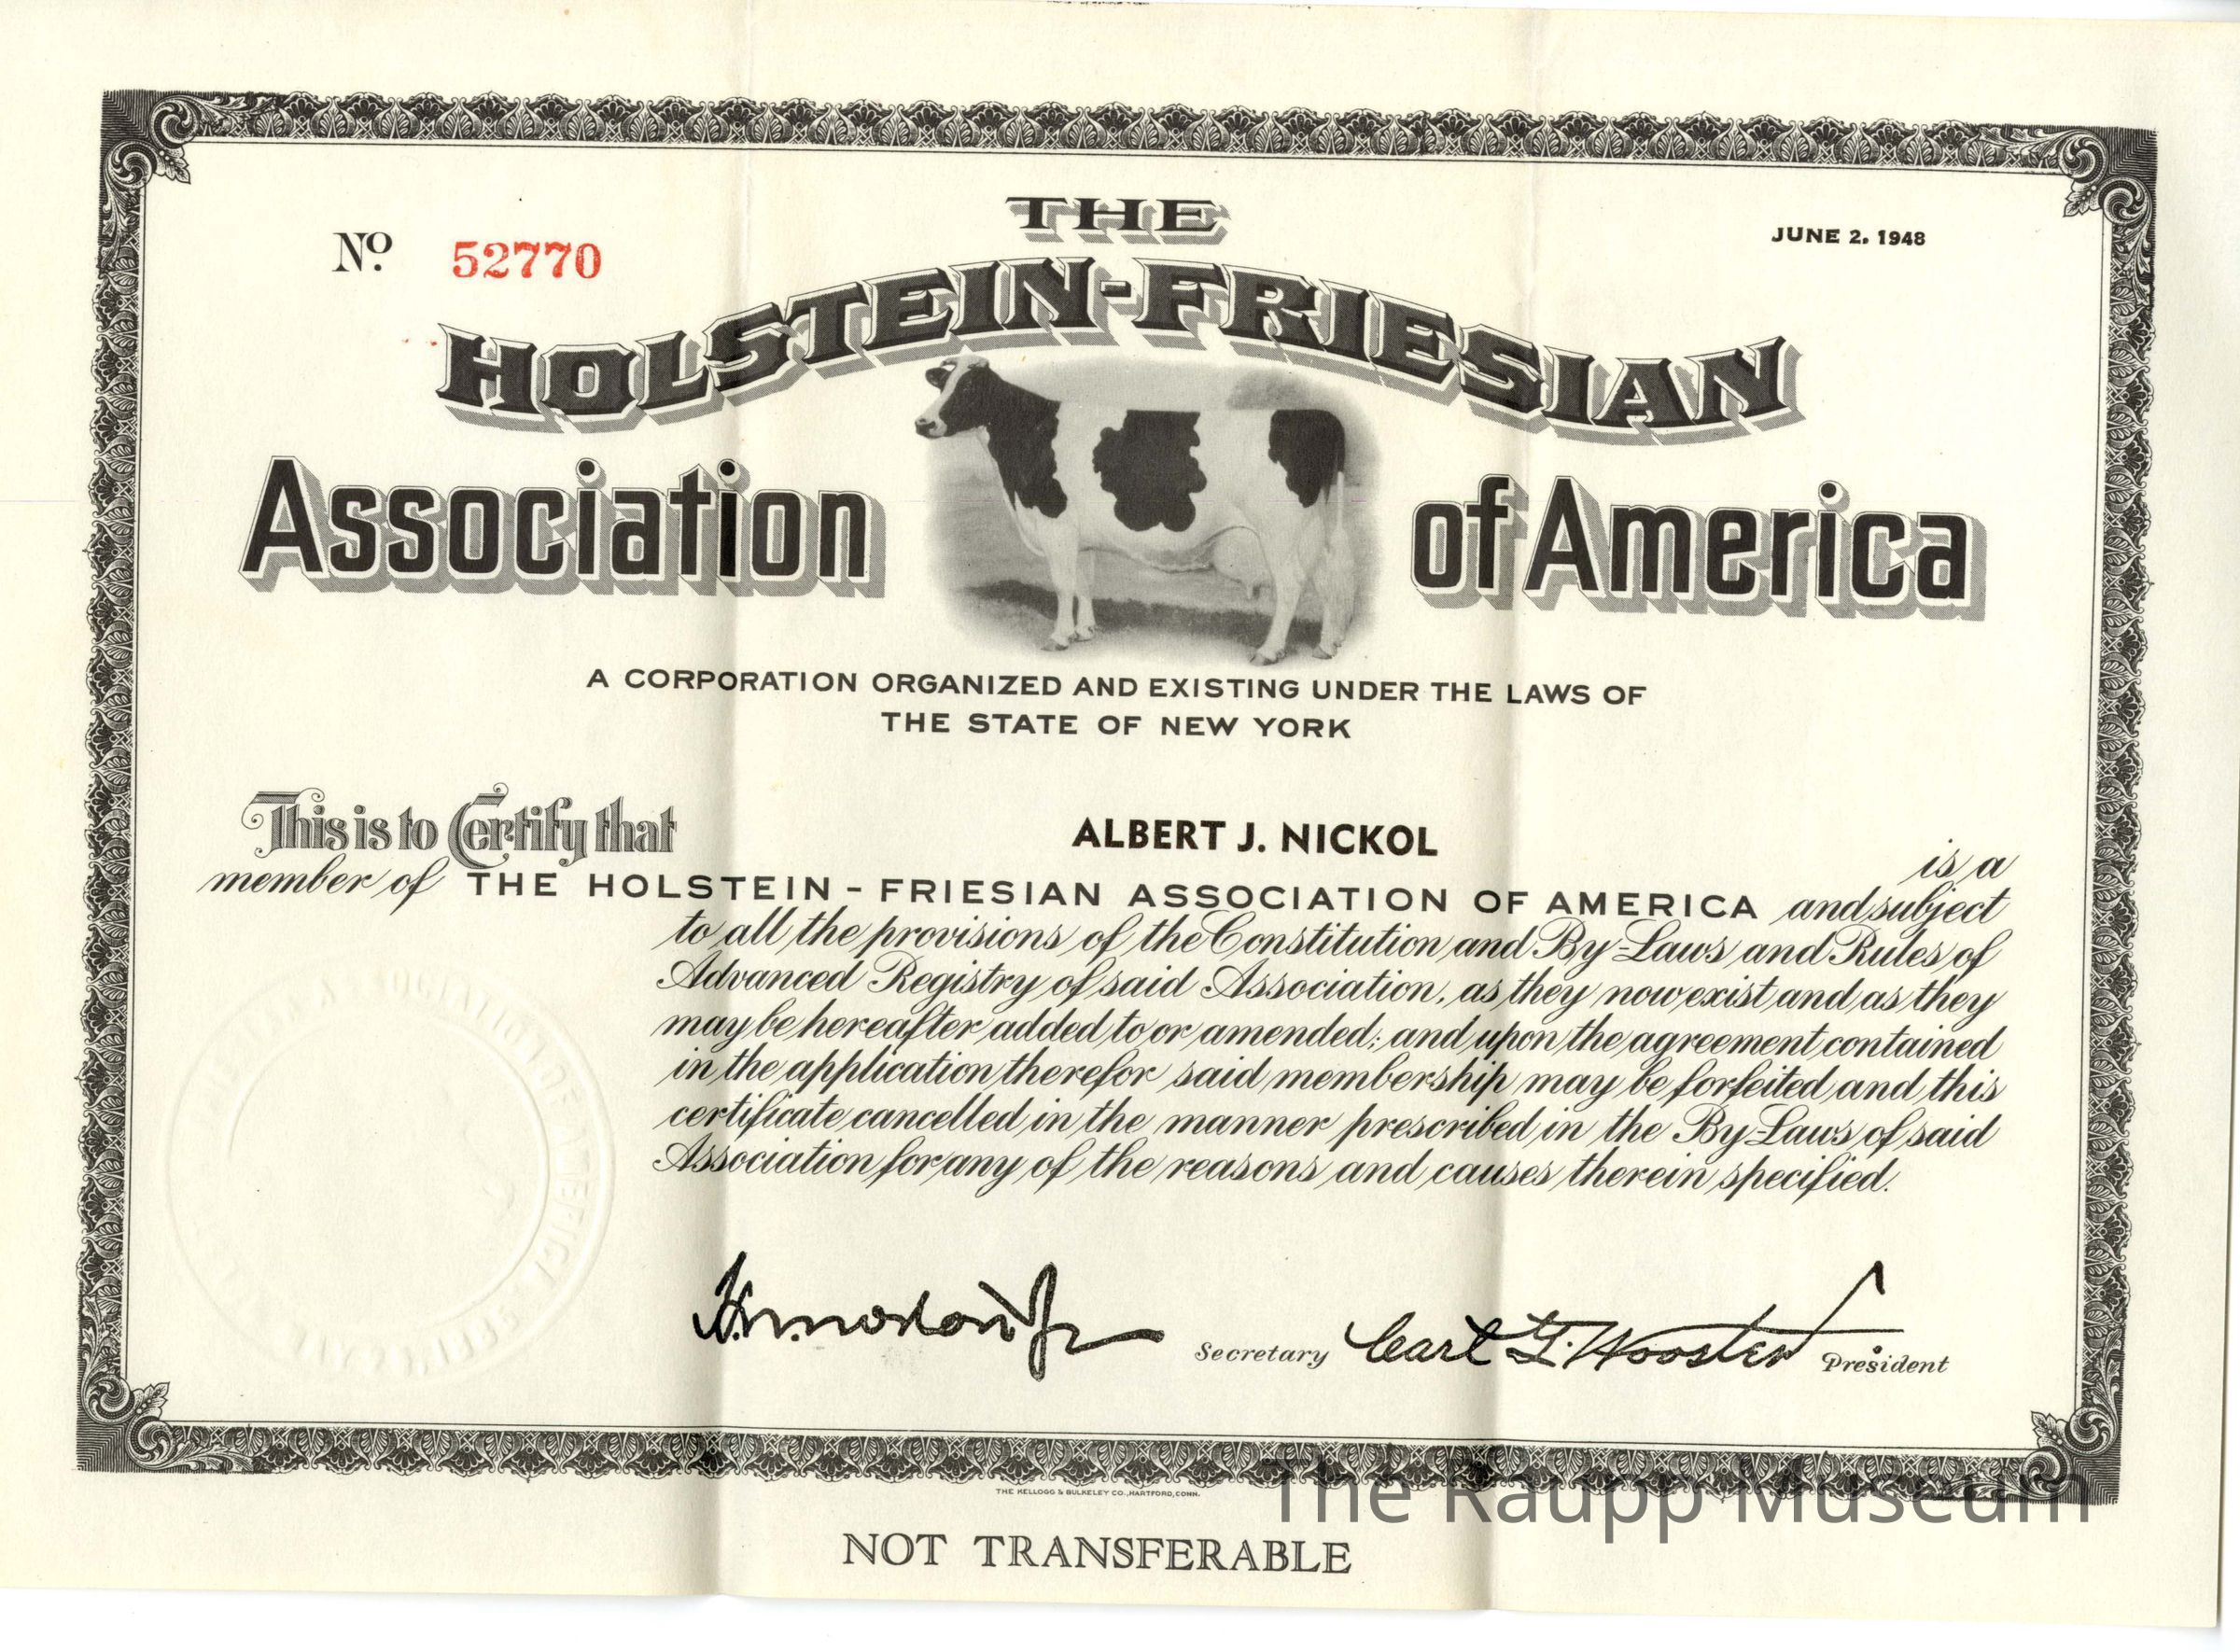 No. 52770
JUNE 2, 1948
THE
HOLSTEIN-FRIESIAN
Association of America
A CORPORATION ORGANIZED AND EXISTING UNDER THE LAWS OF
THE STATE OF NEW YORK
This is to Certify that ALBERT J. NICKOL is a
member of THE HOLSTEIN-FRIESIAN ASSOCIATION OF AMERICA and subject
to all the provisions of the Constitution and By-Laws and Rules of
Advanced Registry of said Association, as they now exist and as they
may be hereafter added to or amended; and upon the agreement contained
in the application therefor said membership may be forfeited and this
certificate cancelled in the manner prescribed in the By-Laws of said
Association for any of the reasons and causes therein specified.
ASSOCIATION OF AMERICA
Secretary Carl G. Wooster President
THE KELLOGG & BULKELEY CO., HARTFORD, CONN.
The Raupp Museum
NOT TRANSFERABLE